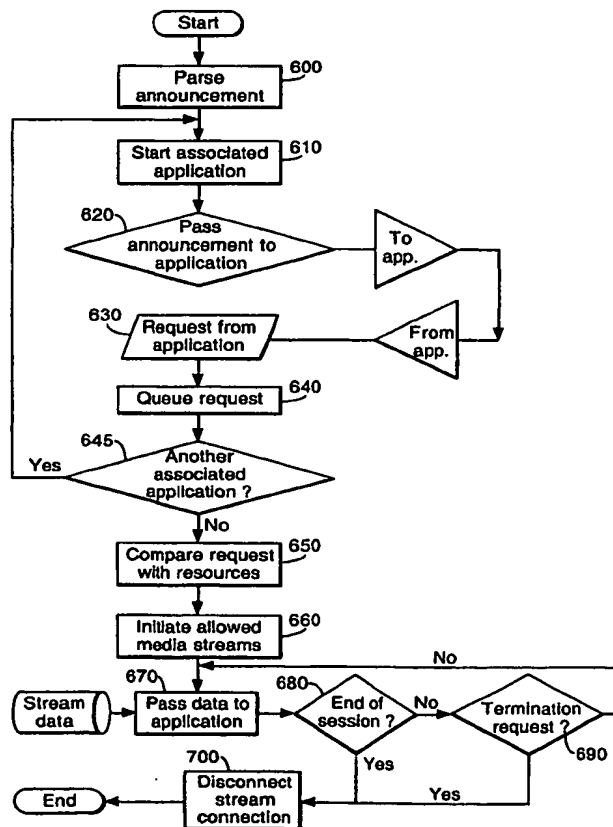 Start
600
Parse
announcement
610
Start associated
application
620
Pass
announcement to
application
To
app.
630
Request from
application
From
app.
640
Queue request
645
Yes
Another
associated
application ?
No
650
Compare request
with resources
660
Initiate allowed
media streams
No
670
Stream
data
Pass data to
application
680
End of
session ?
No
Termination
request ?
690
Yes
Yes
700
Disconnect
stream
connection
End